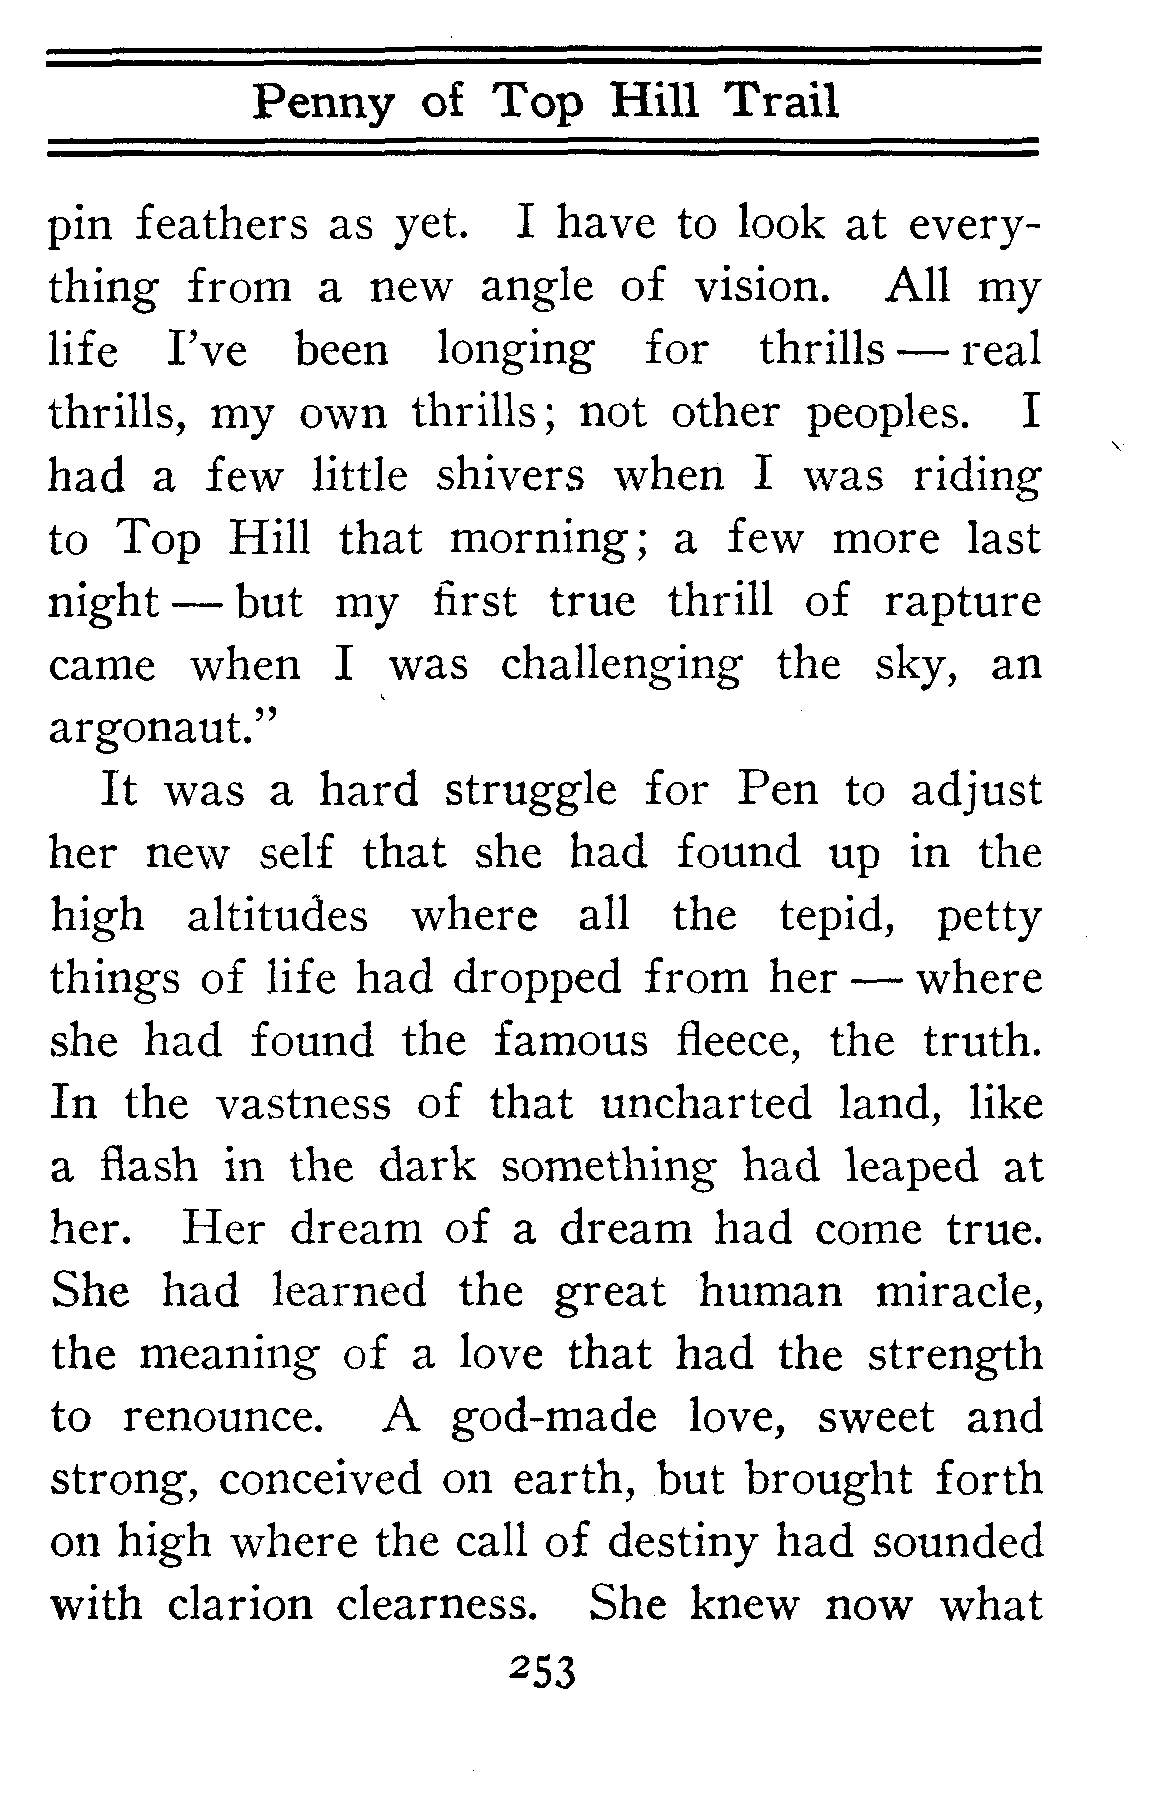 Penny of Top Hill Trail
pin feathers as yet. I have to look at every-
thing from a new angle of vision. All my
life I've been longing for thrills — real
thrills, my own thrills; not other peoples. I
had a few little shivers when I was riding
to Top Hill that morning; a few more last
night — but my first true thrill of rapture
came when I was challenging the sky, an
argonaut."
It was a hard struggle for Pen to adjust
her new self that she had found up in the
high altitudes where all the tepid, petty
things of life had dropped from her — where
she had found the famous fleece, the truth.
In the vastness of that uncharted land, like
a flash in the dark something had leaped at
her. Her dream of a dream had come true.
She had learned the great human miracle,
the meaning of a love that had the strength
to renounce. A god-made love, sweet and
strong, conceived on earth, but brought forth
on high where the call of destiny had sounded
with clarion clearness. She knew now what
253